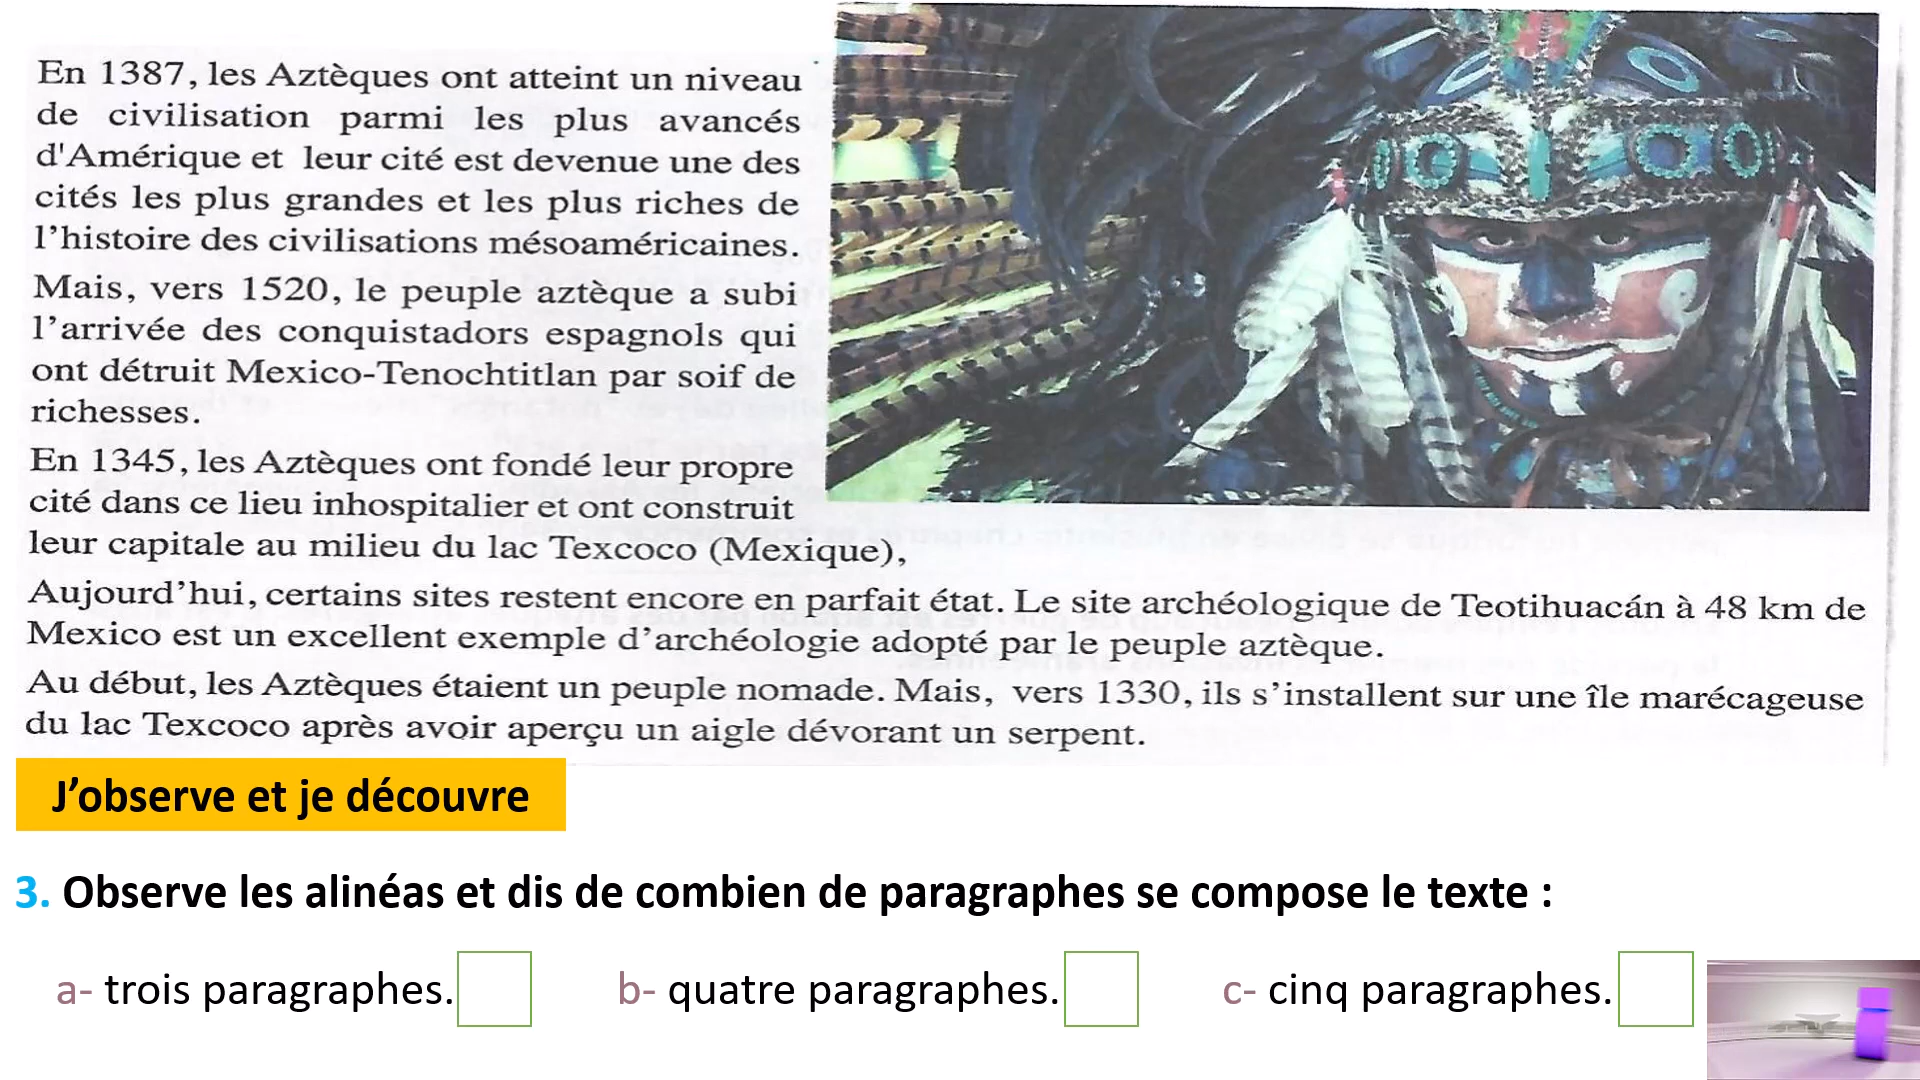 En 1387, les Aztèques ont atteint un niveau
de civilisation parmi les plus avancés
d'Amérique et leur cité est devenue une des
cités les plus grandes et les plus riches de
l'histoire des civilisations mésoaméricaines.
Mais, vers 1520, le peuple aztèque a subi
l'arrivée des conquistadors espagnols qui
ont détruit Mexico-Tenochtitlan par soif de
richesses.
En 1345, les Aztèques ont fondé leur propre
cité dans ce lieu inhospitalier et ont construit
leur capitale au milieu du lac Texcoco (Mexique),
Aujourd'hui, certains sites restent encore en parfait état. Le site archéologique de Teotihuacán à 48 km de
Mexico est un excellent exemple d'archéologie adopté par le peuple aztèque.
Au début, les Aztèques étaient un peuple nomade. Mais, vers 1330, ils s'installent sur une île marécageuse
du lac Texcoco après avoir aperçu un aigle dévorant un serpent.
J'observe et je découvre
3. Observe les alinéas et dis de combien de paragraphes se compose le texte :
a- trois paragraphes. b- quatre paragraphes. c- cinq paragraphes.